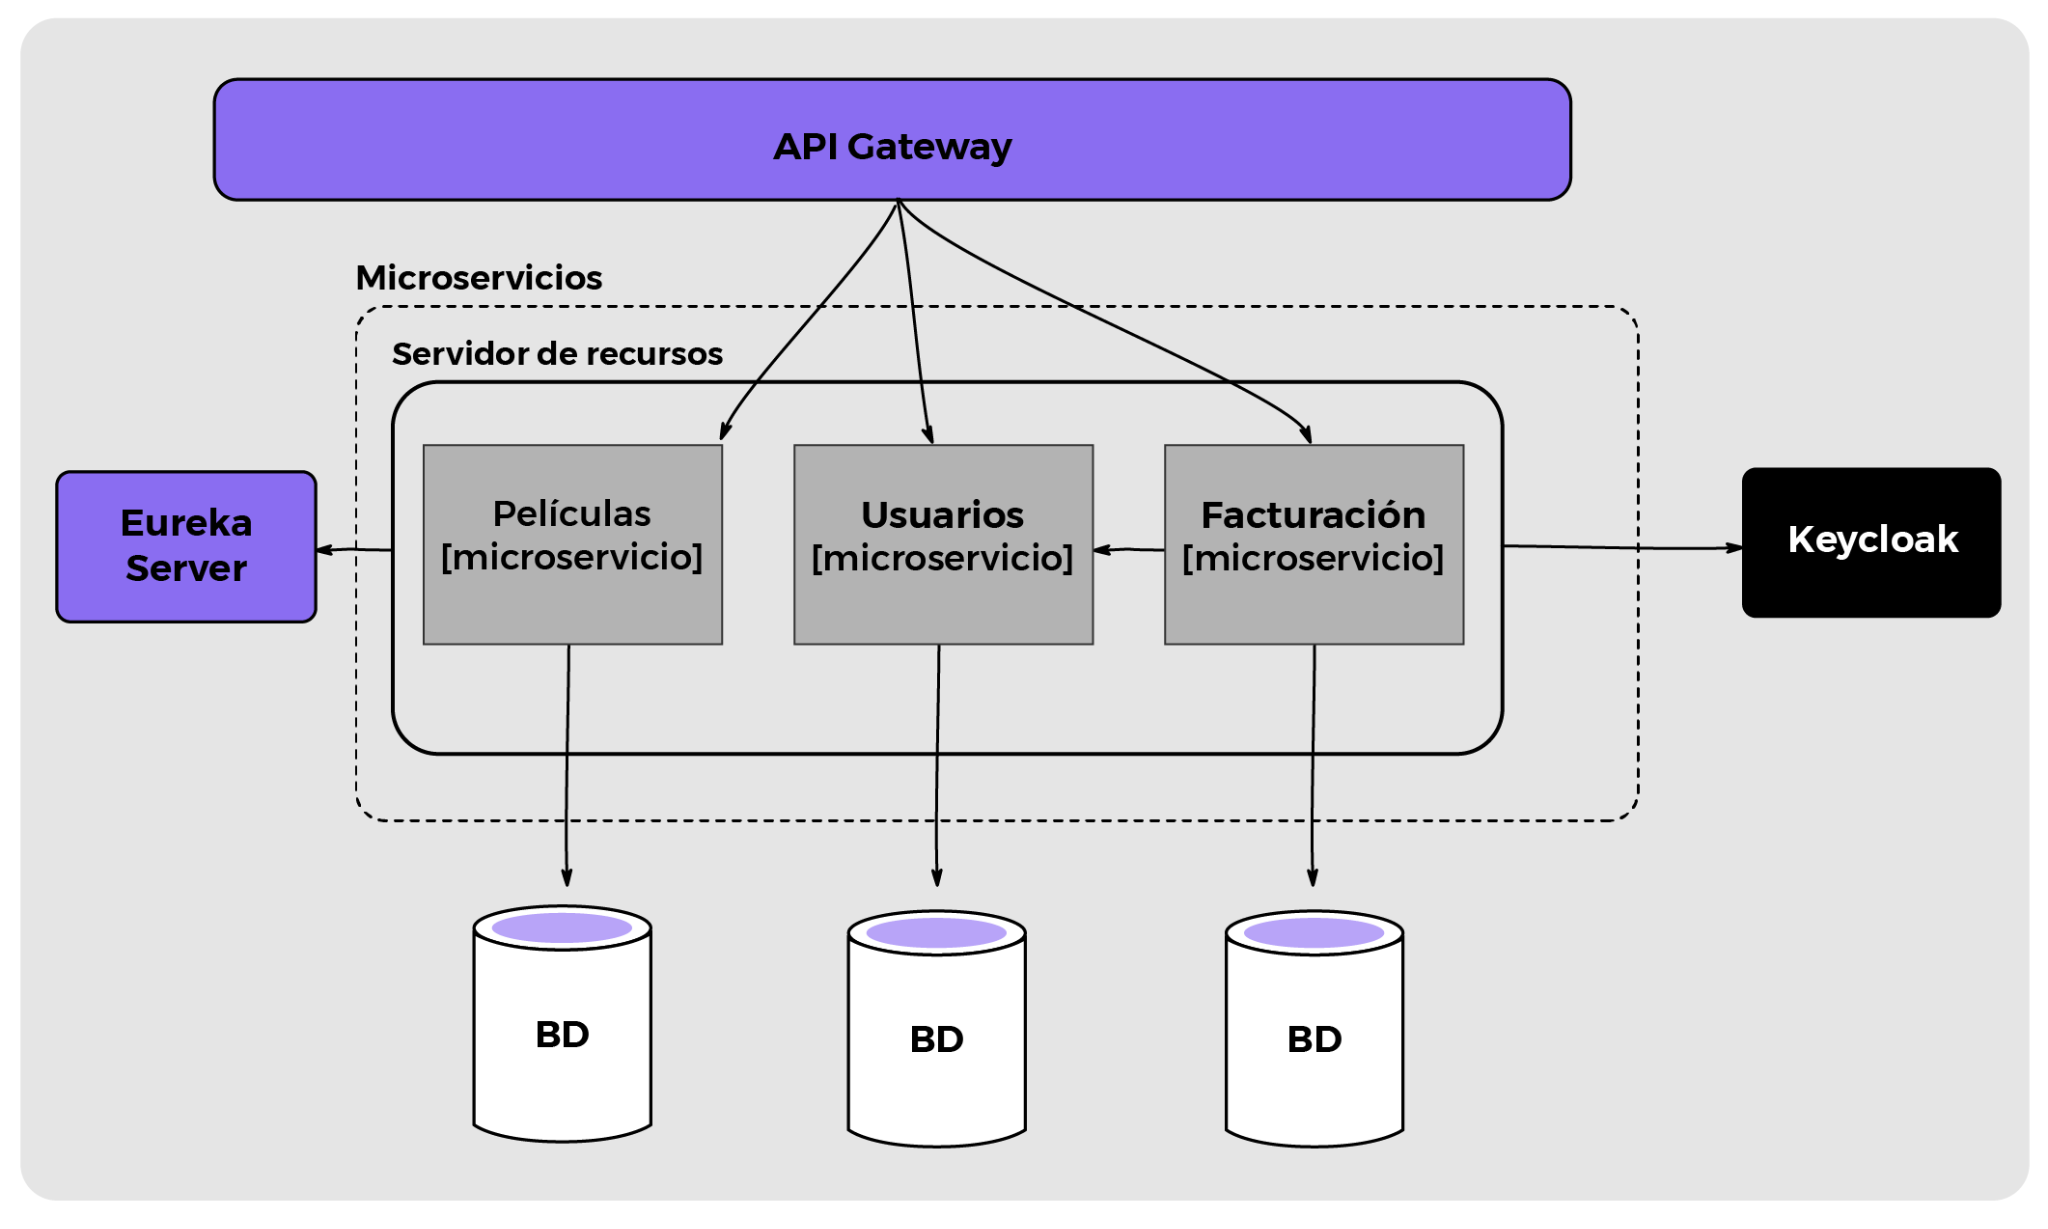 API Gateway
Microservicios
Servidor de recursos
Eureka
Server
Películas
[microservicio]
Usuarios
[microservicio]
Facturación
[microservicio]
Keycloak
BD
BD
BD